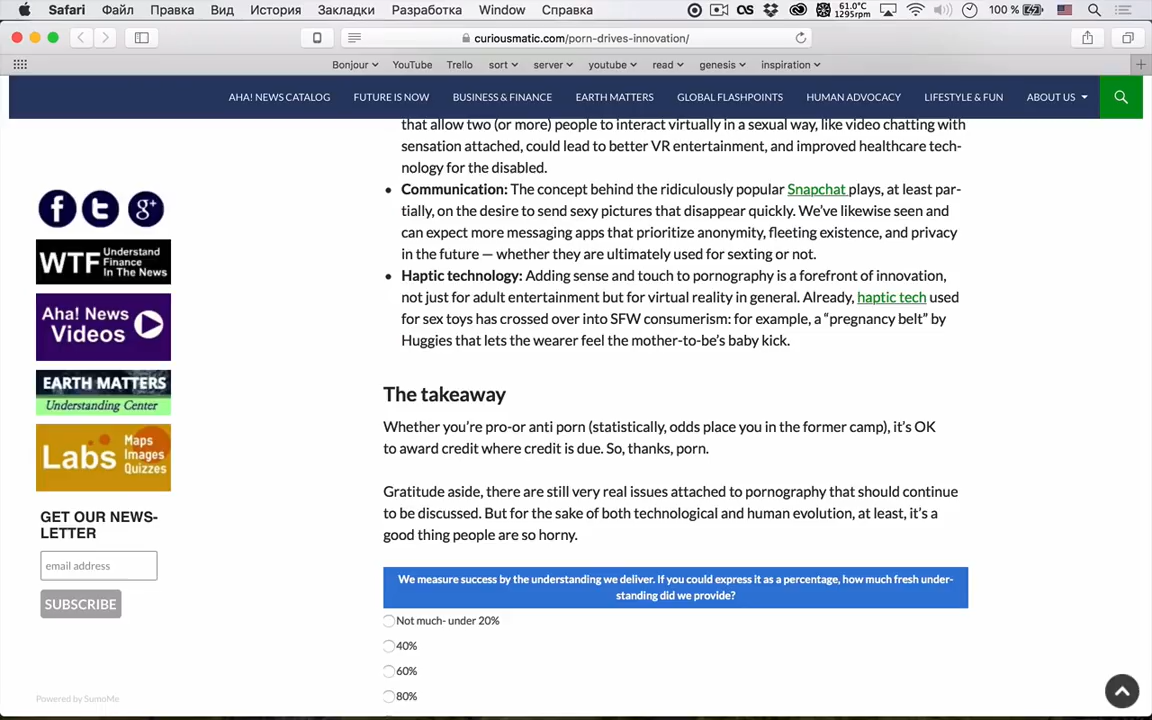 Safari Файл Правка Вид История Закладки Разработка Window Справка 61.0°C 1295rpm 100 %
curiousmatic.com/porn-drives-innovation/
Bonjour YouTube Trello sort server youtube read genesis inspiration
AHA! NEWS CATALOG FUTURE IS NOW BUSINESS & FINANCE EARTH MATTERS GLOBAL FLASHPOINTS HUMAN ADVOCACY LIFESTYLE & FUN ABOUT US
that allow two (or more) people to interact virtually in a sexual way, like video chatting with
sensation attached, could lead to better VR entertainment, and improved healthcare tech-
nology for the disabled.
• Communication: The concept behind the ridiculously popular Snapchat plays, at least par-
tially, on the desire to send sexy pictures that disappear quickly. We've likewise seen and
can expect more messaging apps that prioritize anonymity, fleeting existence, and privacy
in the future — whether they are ultimately used for sexting or not.
• Haptic technology: Adding sense and touch to pornography is a forefront of innovation,
not just for adult entertainment but for virtual reality in general. Already, haptic tech used
for sex toys has crossed over into SFW consumerism: for example, a “pregnancy belt” by
Huggies that lets the wearer feel the mother-to-be's baby kick.
The takeaway
Whether you're pro-or anti porn (statistically, odds place you in the former camp), it's OK
to award credit where credit is due. So, thanks, porn.
Gratitude aside, there are still very real issues attached to pornography that should continue
to be discussed. But for the sake of both technological and human evolution, at least, it's a
good thing people are so horny.
We measure success by the understanding we deliver. If you could express it as a percentage, how much fresh under-
standing did we provide?
Not much- under 20%
40%
60%
80%
WTF Understand
Finance
In The News
Aha! News
Videos
EARTH MATTERS
Understanding Center
Labs Maps
Images
Quizzes
GET OUR NEWS-
LETTER
email address
SUBSCRIBE
Powered by SumoMe